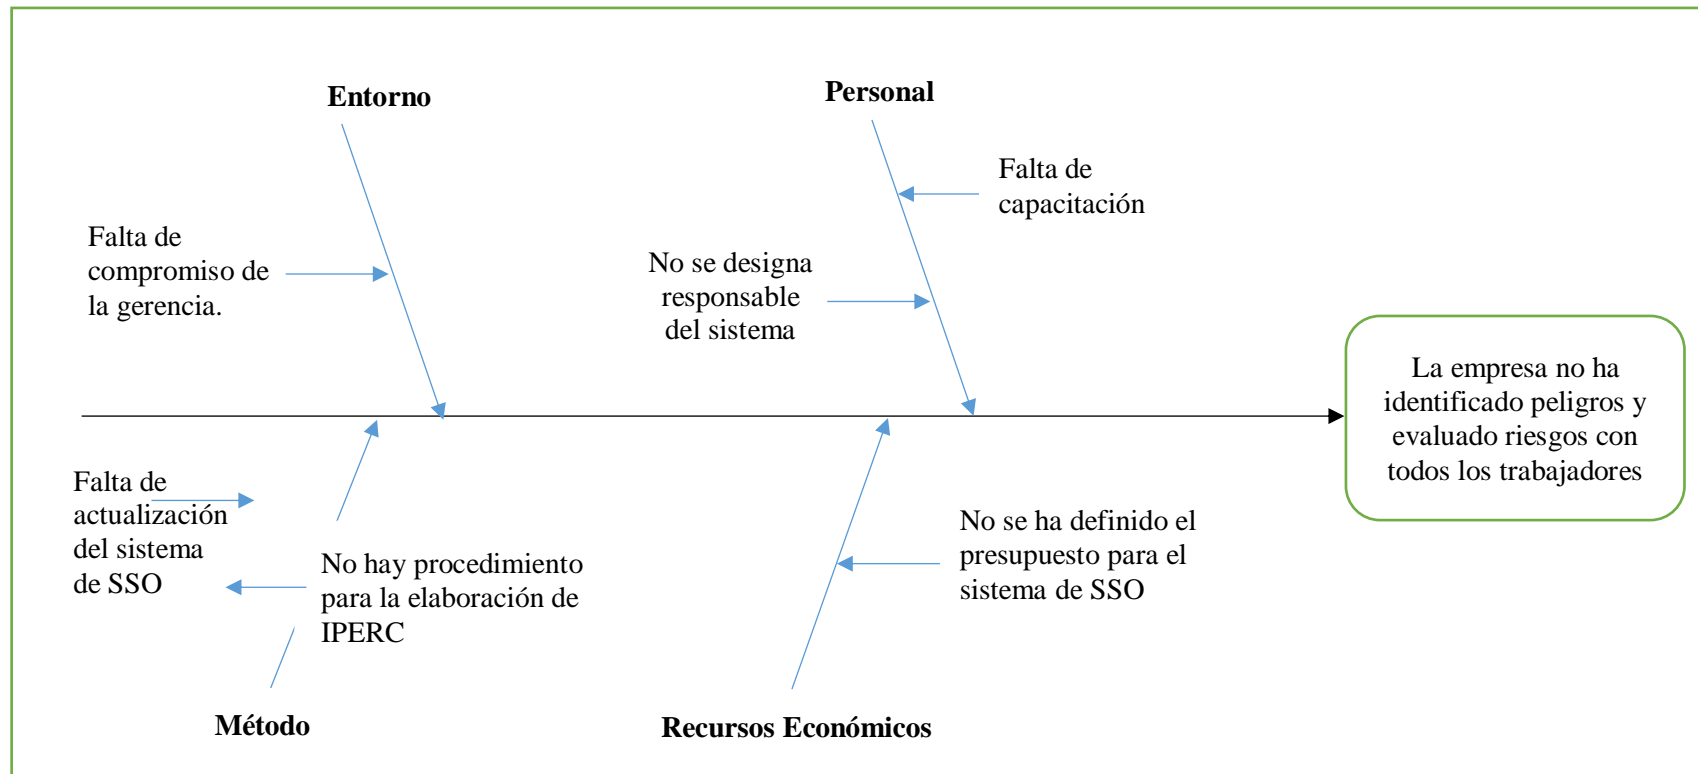 Entorno
Personal
Falta de
capacitación
Falta de
compromiso de
la gerencia.
No se designa
responsable
del sistema
La empresa no ha
identificado peligros y
evaluado riesgos con
todos los trabajadores
Falta de
actualización
del sistema
de SSO
No hay procedimiento
para la elaboración de
IPERC
No se ha definido el
presupuesto para el
sistema de SSO
Método
Recursos Económicos